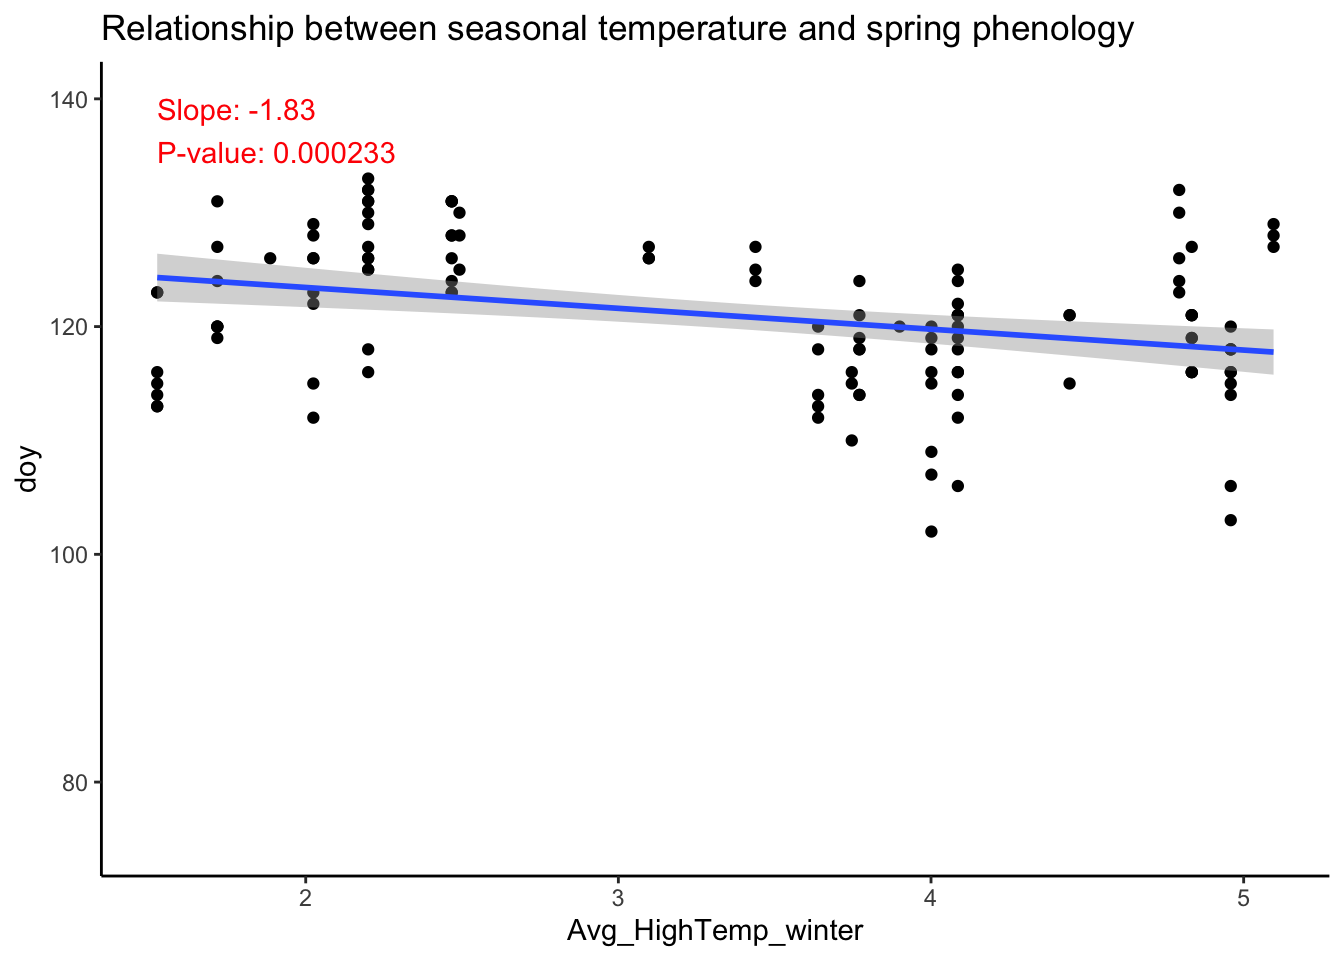 Relationship between seasonal temperature and spring phenology
140
Slope: -1.83
P-value: 0.000233
120
doy
100
80
2 3 4 5
Avg_HighTemp_winter